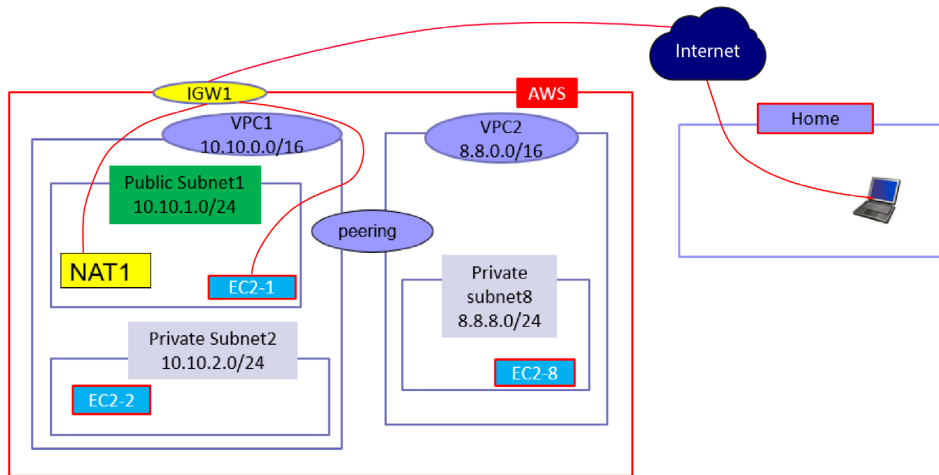 Internet
IGW1
AWS
VPC1
10.10.0.0/16
VPC2
8.8.0.0/16
Home
Public Subnet1
10.10.1.0/24
peering
NAT1
EC2-1
Private
subnet8
8.8.8.0/24
Private Subnet2
10.10.2.0/24
EC2-8
EC2-2